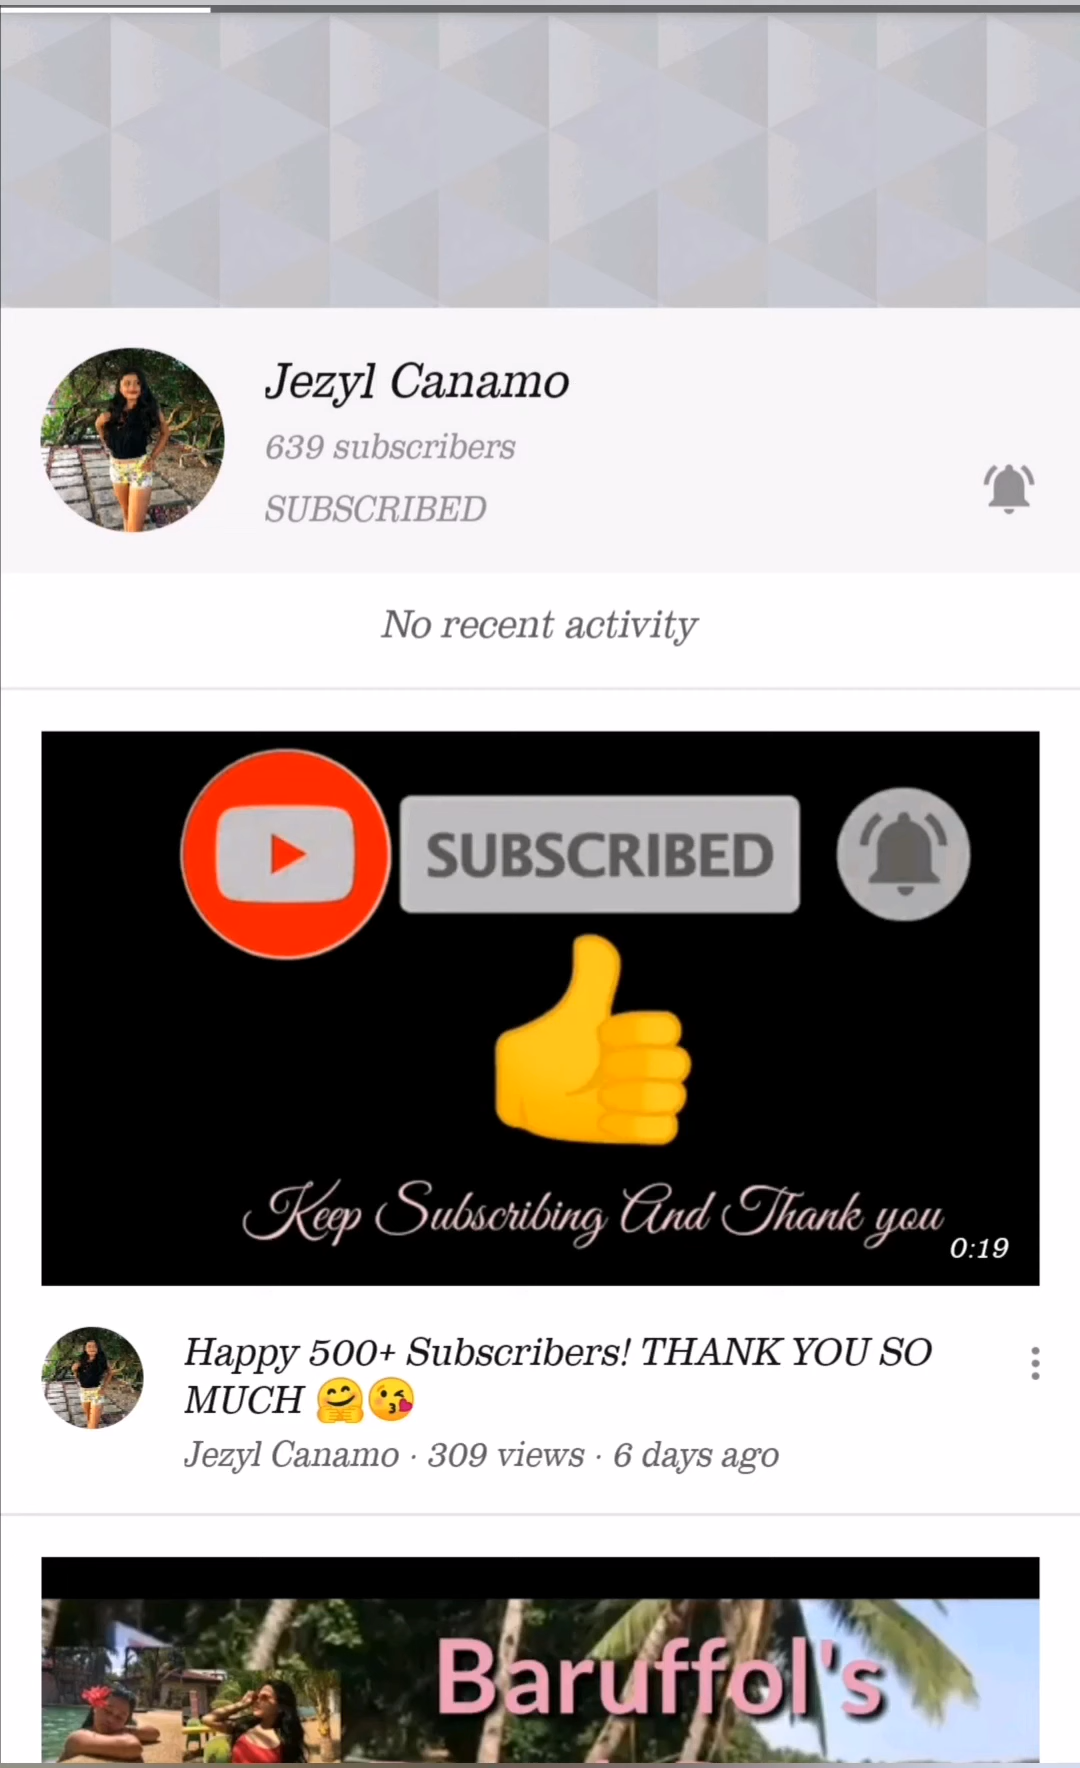 Jezyl Canamo
639 subscribers
SUBSCRIBED
No recent activity
SUBSCRIBED
Keep Subscribing And Thank you
0:19
Happy 500+ Subscribers! THANK YOU SO
MUCH 🤗😘
Jezyl Canamo · 309 views · 6 days ago
Baruffol's